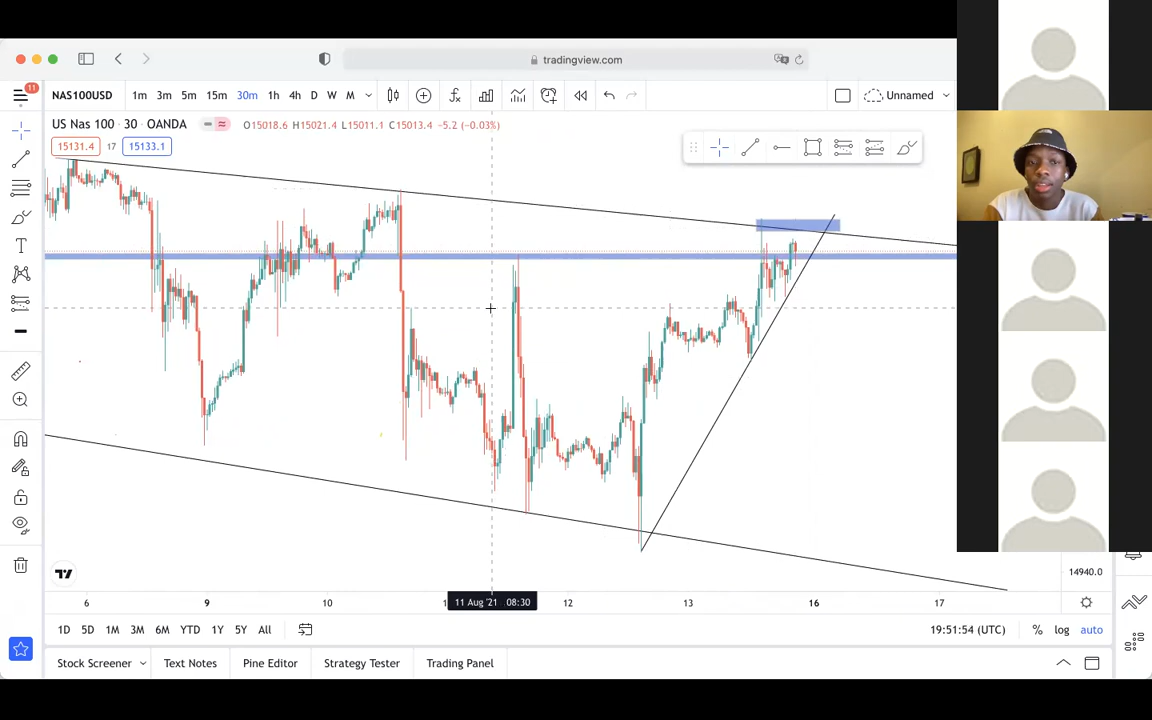 tradingview.com
11
NAS100USD 1m 3m 5m 15m 30m 1h 4h D W M Unnamed
US Nas 100 · 30 · OANDA O15018.6 H15021.4 L15011.1 C15013.4 −5.2 (−0.03%)
15131.4 17 15133.1
14940.0
6 9 10 11 Aug '21 08:30 12 13 16 17
1D 5D 1M 3M 6M YTD 1Y 5Y All 19:51:54 (UTC) % log auto
Stock Screener Text Notes Pine Editor Strategy Tester Trading Panel